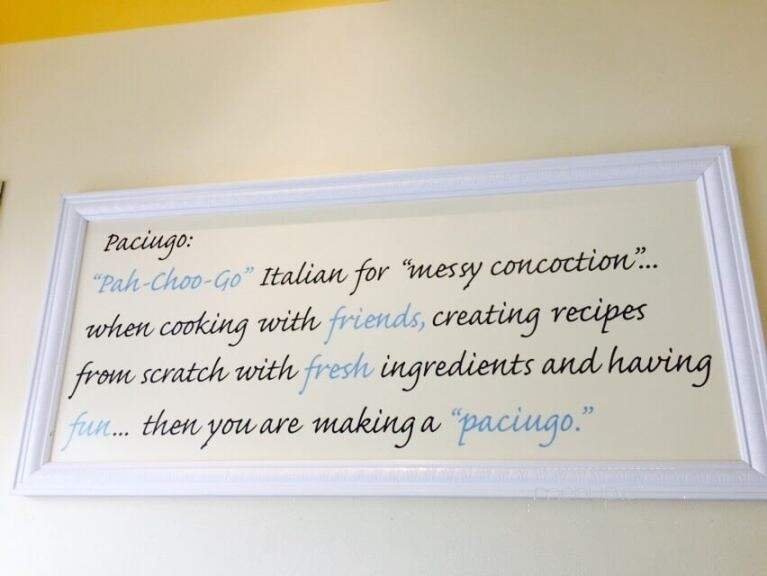 Paciugo:
"Pah-Choo-Go" Italian for "messy concoction"...
when cooking with friends, creating recipes
from scratch with fresh ingredients and having
fun... then you are making a "paciugo."